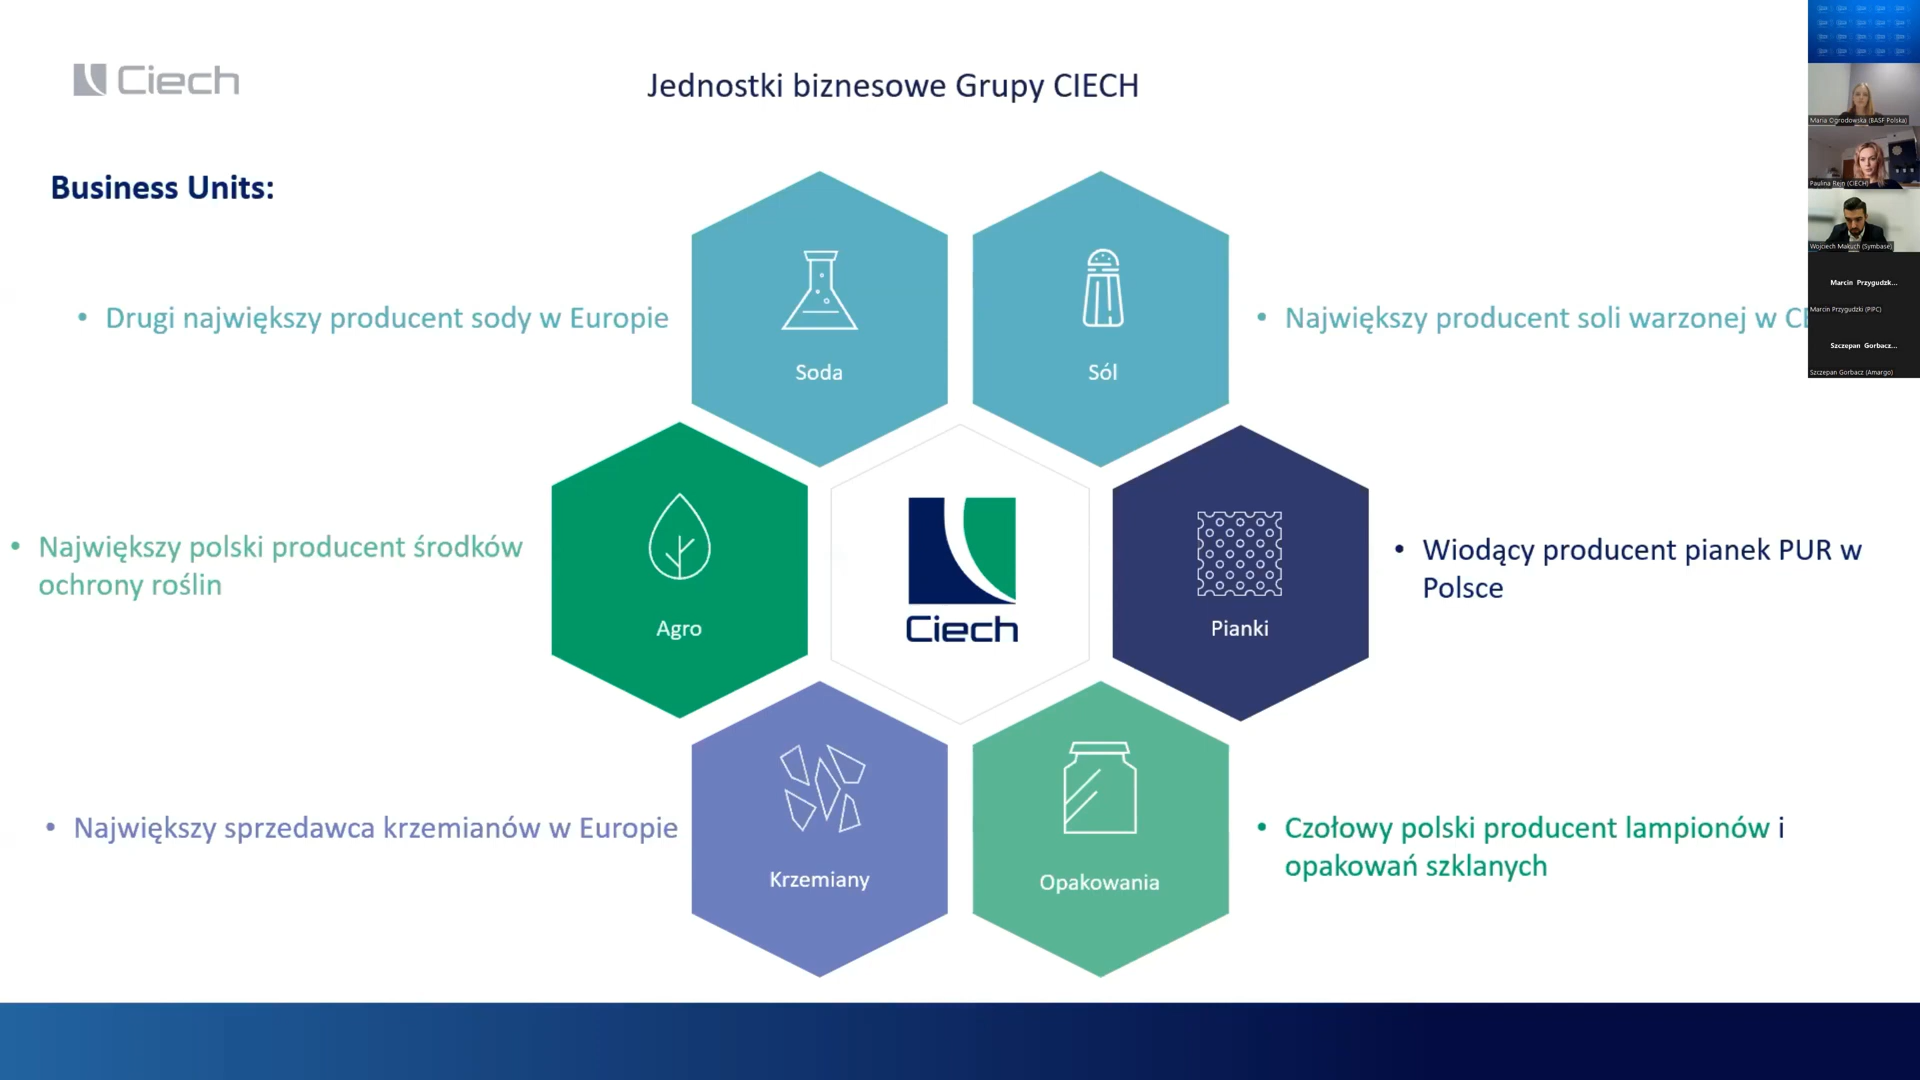 Ciech
Jednostki biznesowe Grupy CIECH
Business Units:
• Drugi największy producent sody w Europie
Soda
Sól
• Największy producent soli warzonej w
• Największy polski producent środków
ochrony roślin
Agro
Ciech
Pianki
• Wiodący producent pianek PUR w
Polsce
• Największy sprzedawca krzemianów w Europie
Krzemiany
Opakowania
• Czołowy polski producent lampionów i
opakowań szklanych
Maria Ogrodowska (BASF Polska)
Paulina Rejn (CIECH)
Wojciech Makuch (Symbase)
Marcin Przygudzk...
Marcin Przygudzki (PIPC)
Szczepan Gorbacz...
Szczepan Gorbacz (Amargo)